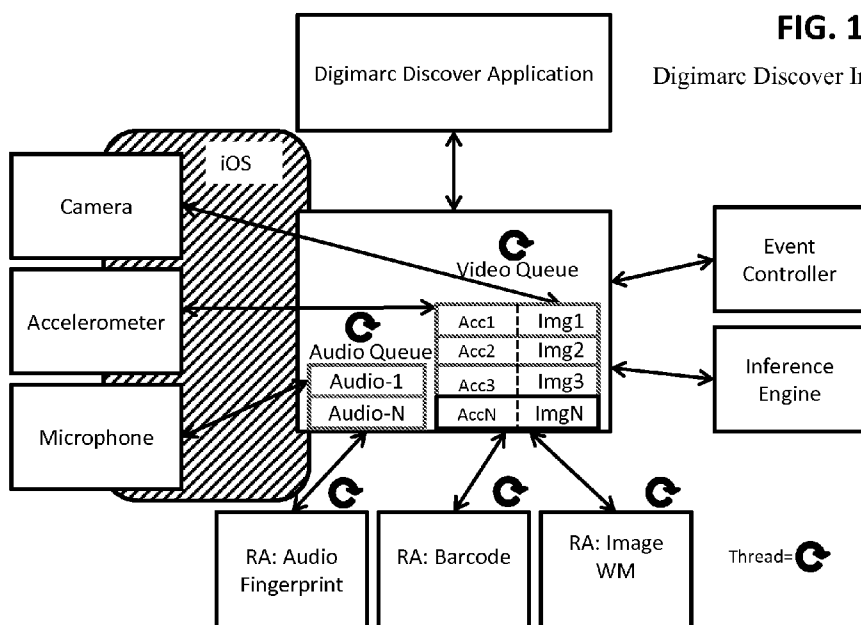 FIG. 1
Digimarc Discover Application
Digimarc Discover
iOS
Camera
Video Queue
Event
Controller
Accelerometer
Acc1 Img1
Acc2 Img2
Acc3 Img3
AccN ImgN
Audio Queue
Audio-1
Audio-N
Inference
Engine
Microphone
RA: Audio
Fingerprint
RA: Barcode
RA: Image
WM
Thread=